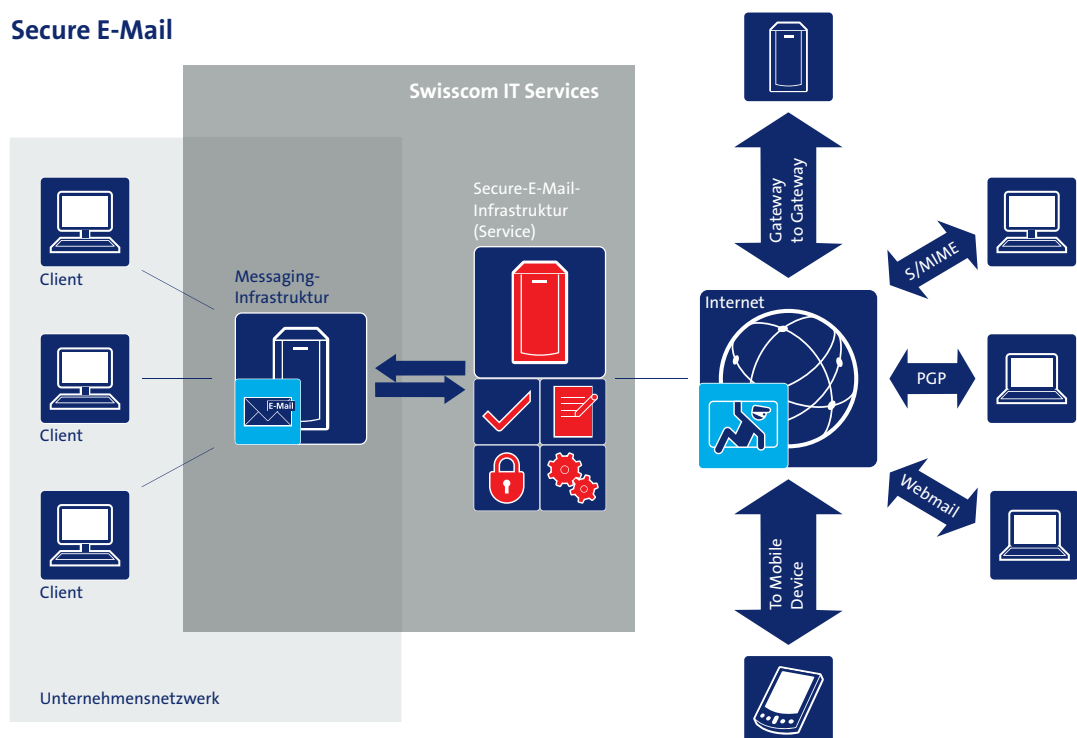 Secure E-Mail
Swisscom IT Services
Client
Client
Client
Messaging-
Infrastruktur
E-Mail
Secure-E-Mail-
Infrastruktur
(Service)
Unternehmensnetzwerk
Gateway
to Gateway
Internet
S/MIME
PGP
Webmail
To Mobile
Device